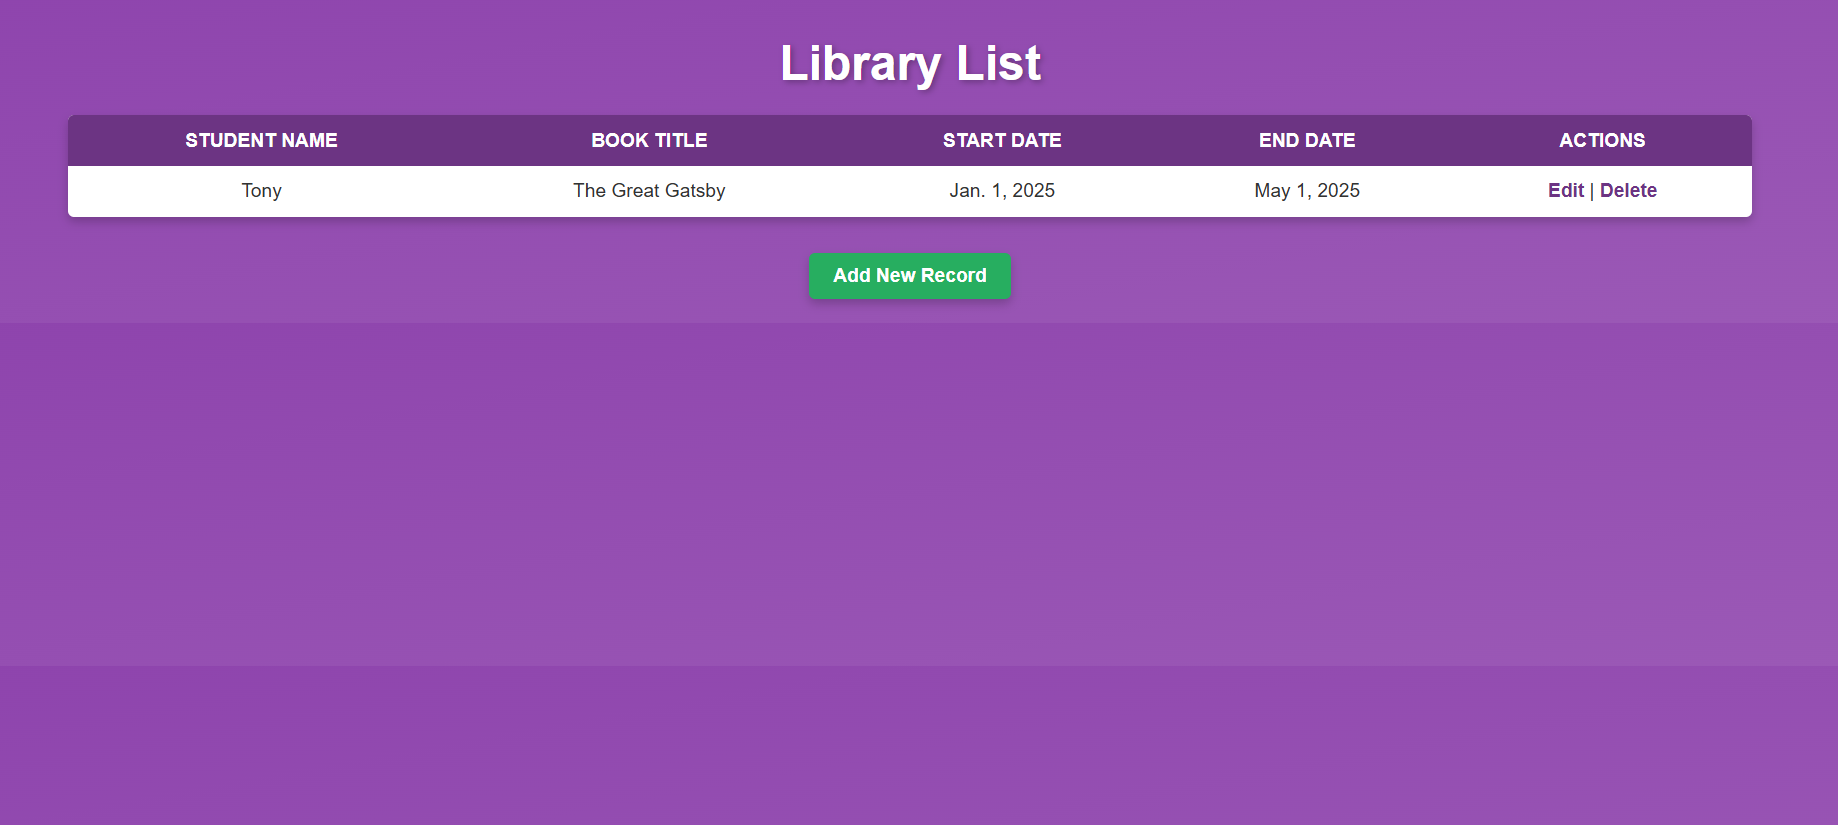 Library List
STUDENT NAME BOOK TITLE START DATE END DATE ACTIONS
Tony The Great Gatsby Jan. 1, 2025 May 1, 2025 Edit | Delete
Add New Record